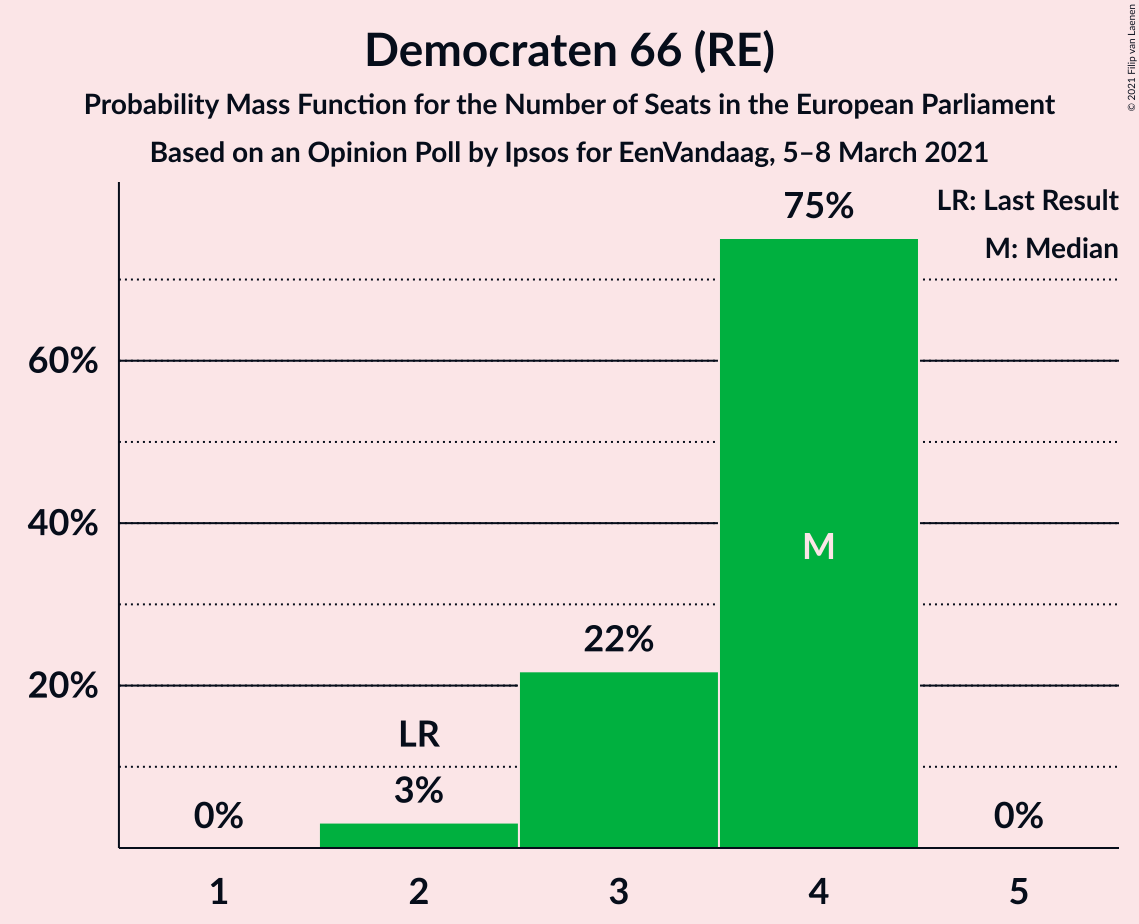 Democraten 66 (RE)
Probability Mass Function for the Number of Seats in the European Parliament
Based on an Opinion Poll by Ipsos for EenVandaag, 5–8 March 2021
© 2021 Filip van Laenen
LR: Last Result
M: Median
75%
60%
40%
M
22%
20%
LR
3%
0%
0%
1 2 3 4 5